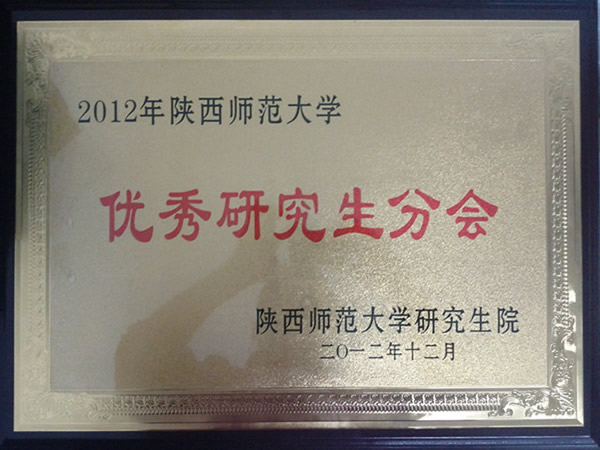 2012年陕西师范大学
优秀研究生分会
陕西师范大学研究生院
二〇一二年十二月